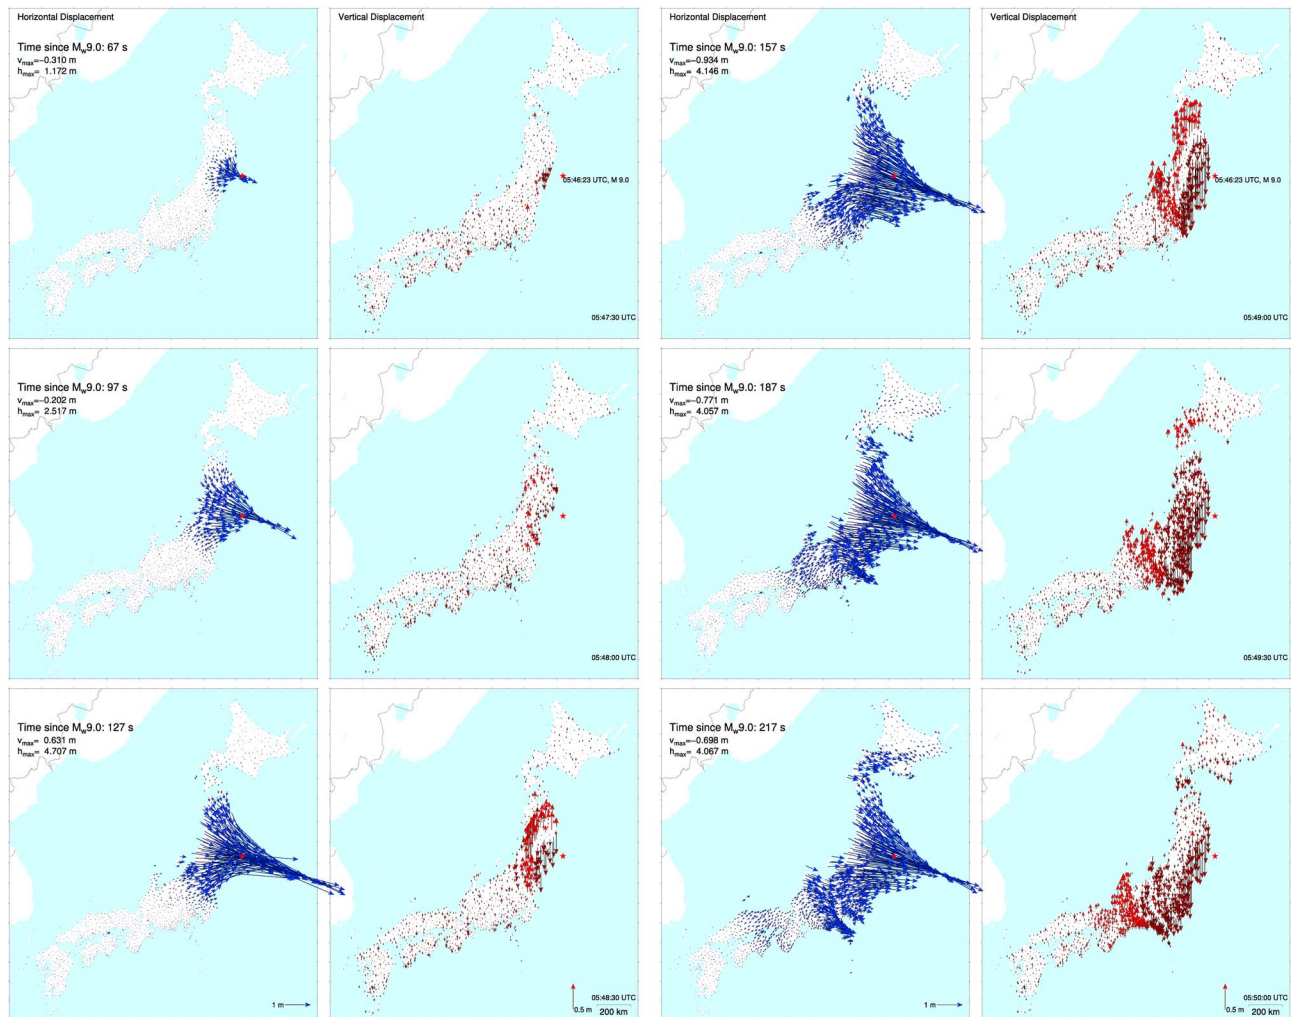 Horizontal Displacement
Time since Mw9.0: 67 s
vmax=-0.310 m
hmax= 1.172 m
Vertical Displacement
05:46:23 UTC, M 9.0
05:47:30 UTC
Horizontal Displacement
Time since Mw9.0: 157 s
vmax=-0.934 m
hmax= 4.146 m
Vertical Displacement
05:46:23 UTC, M 9.0
05:49:00 UTC
Time since Mw9.0: 97 s
vmax=-0.202 m
hmax= 2.517 m
05:48:00 UTC
Time since Mw9.0: 187 s
vmax=-0.771 m
hmax= 4.057 m
05:49:30 UTC
Time since Mw9.0: 127 s
vmax= 0.631 m
hmax= 4.707 m
1 m
05:48:30 UTC
0.5 m
200 km
Time since Mw9.0: 217 s
vmax=-0.698 m
hmax= 4.067 m
1 m
05:50:00 UTC
0.5 m
200 km